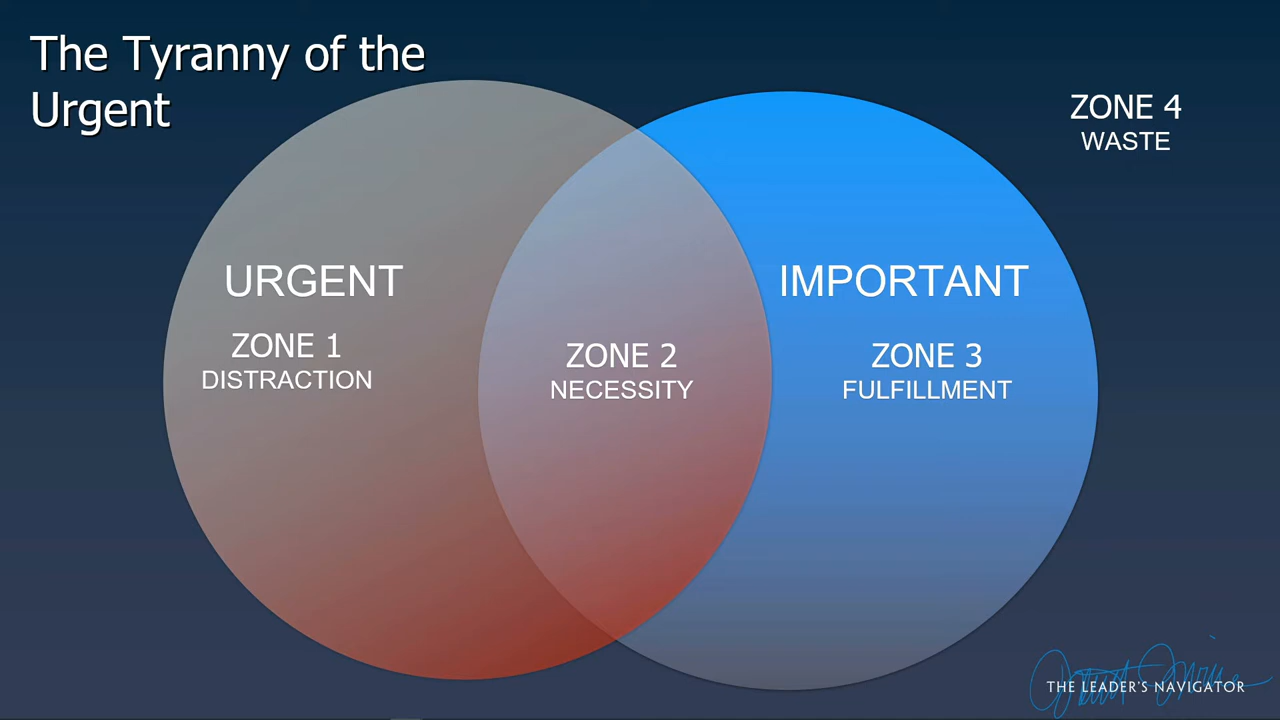 The Tyranny of the
Urgent
ZONE 4
WASTE
URGENT
ZONE 1
DISTRACTION
ZONE 2
NECESSITY
IMPORTANT
ZONE 3
FULFILLMENT
THE LEADER'S NAVIGATOR